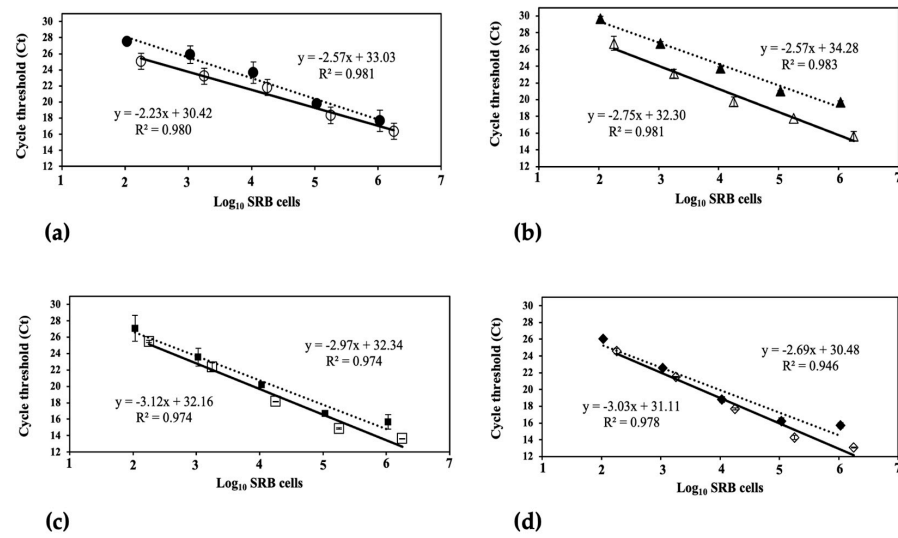 30
28
26
24
22
20
18
16
14
12
Cycle threshold (Ct)
y = -2.57x + 33.03
R² = 0.981
y = -2.23x + 30.42
R² = 0.980
1 2 3 4 5 6 7
Log₁₀ SRB cells
(a)
30
28
26
24
22
20
18
16
14
12
Cycle threshold (Ct)
y = -2.57x + 34.28
R² = 0.983
y = -2.75x + 32.30
R² = 0.981
1 2 3 4 5 6 7
Log₁₀ SRB cells
(b)
30
28
26
24
22
20
18
16
14
12
Cycle threshold (Ct)
y = -2.97x + 32.34
R² = 0.974
y = -3.12x + 32.16
R² = 0.974
1 2 3 4 5 6 7
Log₁₀ SRB cells
(c)
30
28
26
24
22
20
18
16
14
12
Cycle threshold (Ct)
y = -2.69x + 30.48
R² = 0.946
y = -3.03x + 31.11
R² = 0.978
1 2 3 4 5 6 7
Log₁₀ SRB cells
(d)